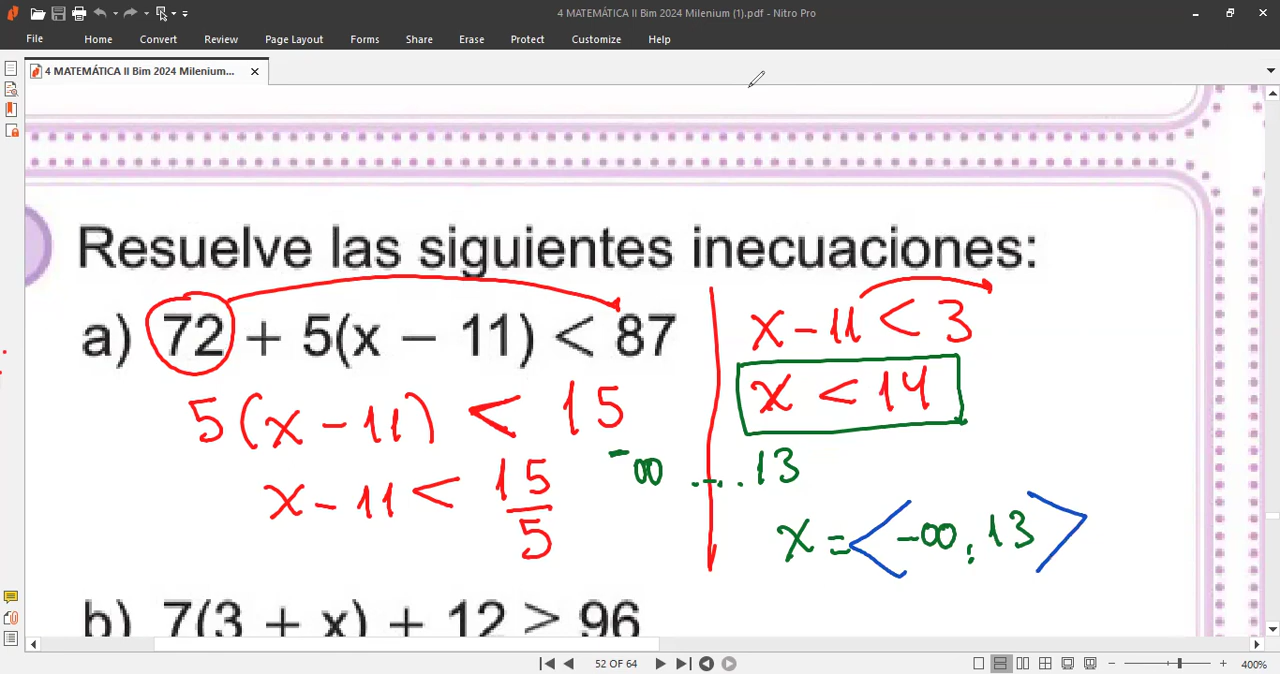 4 MATEMÁTICA II Bim 2024 Milenium (1).pdf - Nitro Pro
File Home Convert Review Page Layout Forms Share Erase Protect Customize Help
4 MATEMÁTICA II Bim 2024 Milenium...
Resuelve las siguientes inecuaciones:
a) 72 + 5(x − 11) < 87
5(x - 11) < 15
x - 11 < 15/5
x - 11 < 3
x < 14
-∞ .... 13
x = <-∞; 13>
b) 7(3 + x) + 12 > 96
52 OF 64
400%